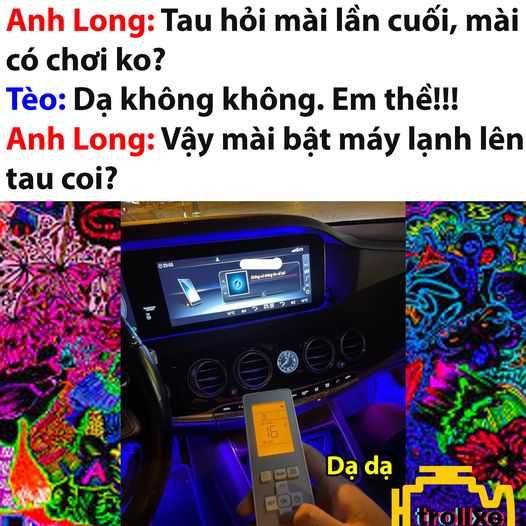 Anh Long: Tau hỏi mài lần cuối, mài
có chơi ko?
Tèo: Dạ không không. Em thề!!!
Anh Long: Vậy mài bật máy lạnh lên
tau coi?
20:05
16
Dạ dạ
trollxe